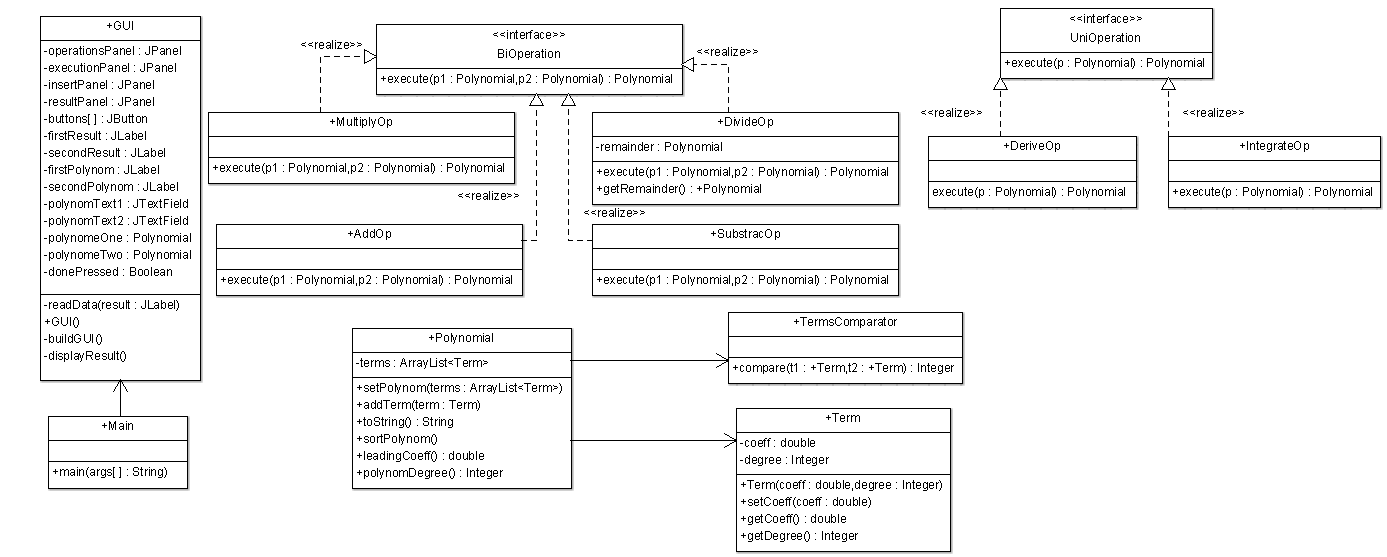 +GUI
-operationsPanel : JPanel
-executionPanel : JPanel
-insertPanel : JPanel
-resultPanel : JPanel
-buttons[ ] : JButton
-firstResult : JLabel
-secondResult : JLabel
-firstPolynom : JLabel
-secondPolynom : JLabel
-polynomText1 : JTextField
-polynomText2 : JTextField
-polynomeOne : Polynomial
-polynomeTwo : Polynomial
-donePressed : Boolean
-readData(result : JLabel)
+GUI()
-buildGUI()
-displayResult()
+Main
+main(args[ ] : String)
<<interface>>
BiOperation
+execute(p1 : Polynomial,p2 : Polynomial) : Polynomial
<<realize>>
<<realize>>
+MultiplyOp
+execute(p1 : Polynomial,p2 : Polynomial) : Polynomial
<<realize>>
+DivideOp
-remainder : Polynomial
+execute(p1 : Polynomial,p2 : Polynomial) : Polynomial
+getRemainder() : +Polynomial
<<realize>>
+AddOp
+execute(p1 : Polynomial,p2 : Polynomial) : Polynomial
+SubstracOp
+execute(p1 : Polynomial,p2 : Polynomial) : Polynomial
<<interface>>
UniOperation
+execute(p : Polynomial) : Polynomial
<<realize>>
<<realize>>
+DeriveOp
execute(p : Polynomial) : Polynomial
+IntegrateOp
+execute(p : Polynomial) : Polynomial
+Polynomial
-terms : ArrayList<Term>
+setPolynom(terms : ArrayList<Term>)
+addTerm(term : Term)
+toString() : String
+sortPolynom()
+leadingCoeff() : double
+polynomDegree() : Integer
+TermsComparator
+compare(t1 : +Term,t2 : +Term) : Integer
+Term
-coeff : double
-degree : Integer
+Term(coeff : double,degree : Integer)
+setCoeff(coeff : double)
+getCoeff() : double
+getDegree() : Integer